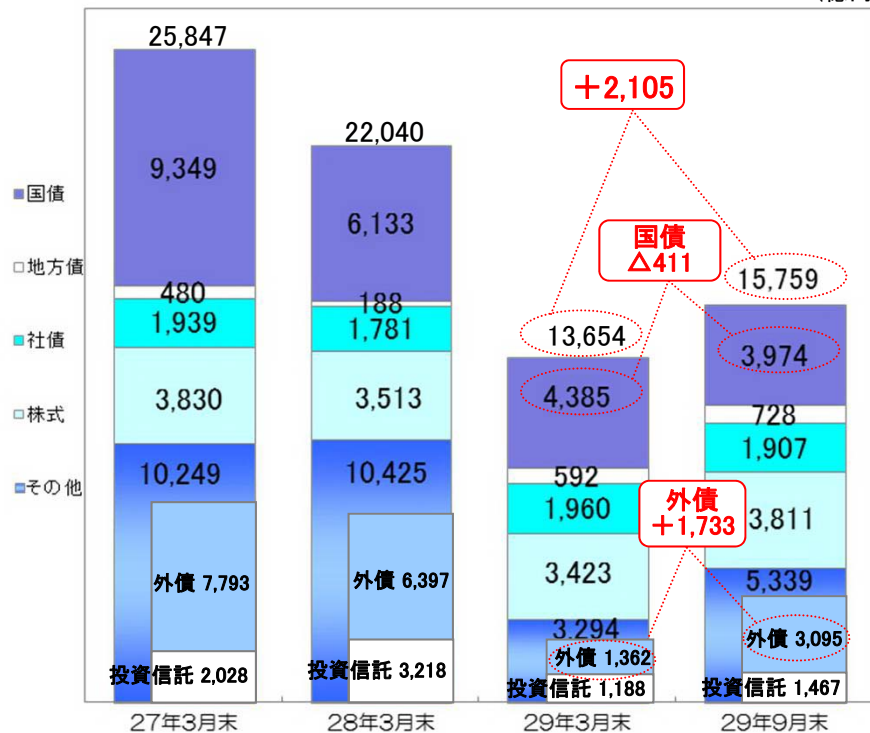 25,847
22,040
13,654
15,759
＋2,105
国債
△411
外債
＋1,733
■国債
□地方債
■社債
□株式
■その他
9,349
480
1,939
3,830
10,249
外債 7,793
投資信託 2,028
6,133
188
1,781
3,513
10,425
外債 6,397
投資信託 3,218
4,385
592
1,960
3,423
3,294
外債 1,362
投資信託 1,188
3,974
728
1,907
3,811
5,339
外債 3,095
投資信託 1,467
27年3月末
28年3月末
29年3月末
29年9月末